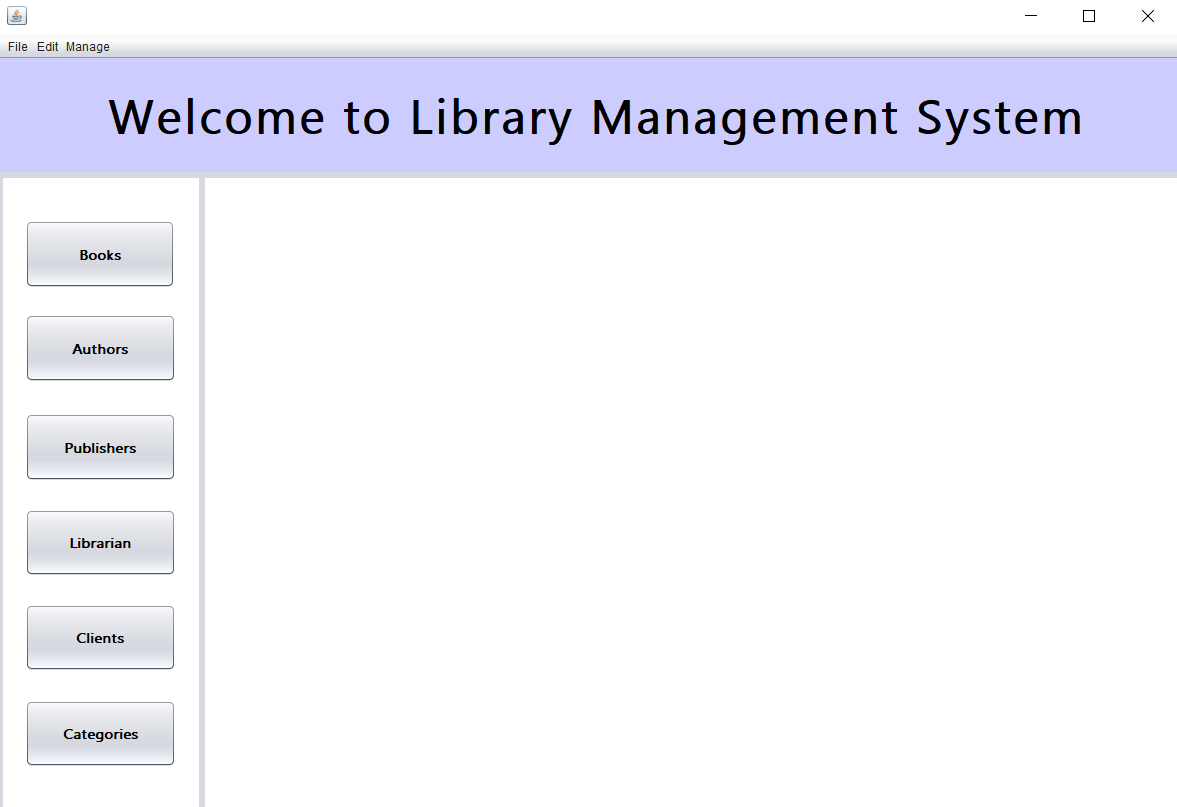 File Edit Manage
Welcome to Library Management System
Books
Authors
Publishers
Librarian
Clients
Categories